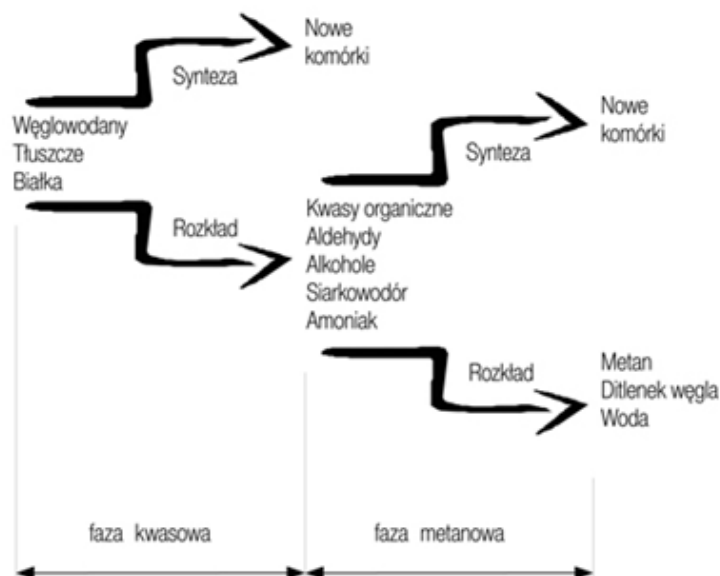 Nowe
komórki
Synteza
Węglowodany
Tłuszcze
Białka
Rozkład
Nowe
komórki
Synteza
Kwasy organiczne
Aldehydy
Alkohole
Siarkowodór
Amoniak
Rozkład
Metan
Ditlenek węgla
Woda
faza kwasowa
faza metanowa